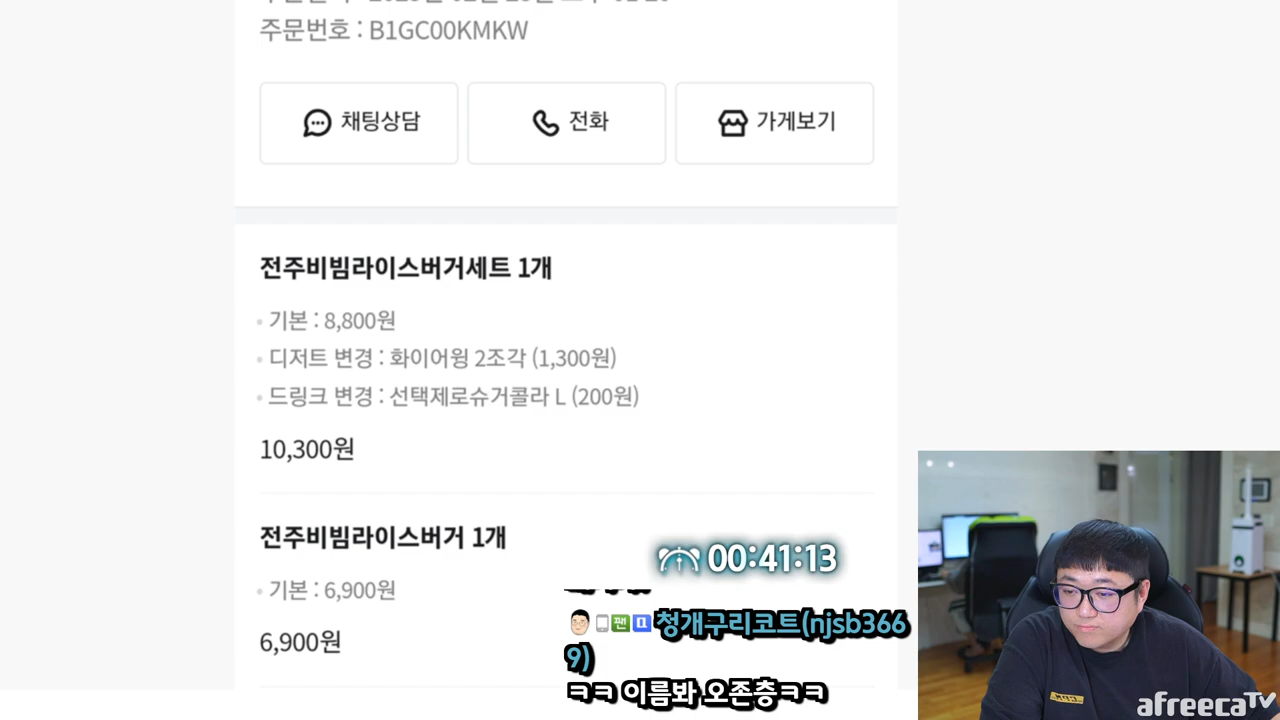 주문번호 : B1GC00KMKW
채팅상담
전화
가게보기
전주비빔라이스버거세트 1개
기본 : 8,800원
디저트 변경 : 화이어윙 2조각 (1,300원)
드링크 변경 : 선택제로슈거콜라 L (200원)
10,300원
전주비빔라이스버거 1개
기본 : 6,900원
6,900원
00:41:13
팬 청개구리코트(njsb366
9)
ㅋㅋ 이름봐 오존층ㅋㅋ
afreecaTV